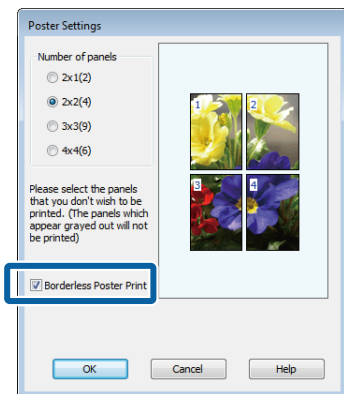 Poster Settings
Number of panels
2x1(2)
2x2(4)
3x3(9)
4x4(6)
1
2
3
4
Please select the panels
that you don't wish to be
printed. (The panels which
appear grayed out will not
be printed)
Borderless Poster Print
OK
Cancel
Help